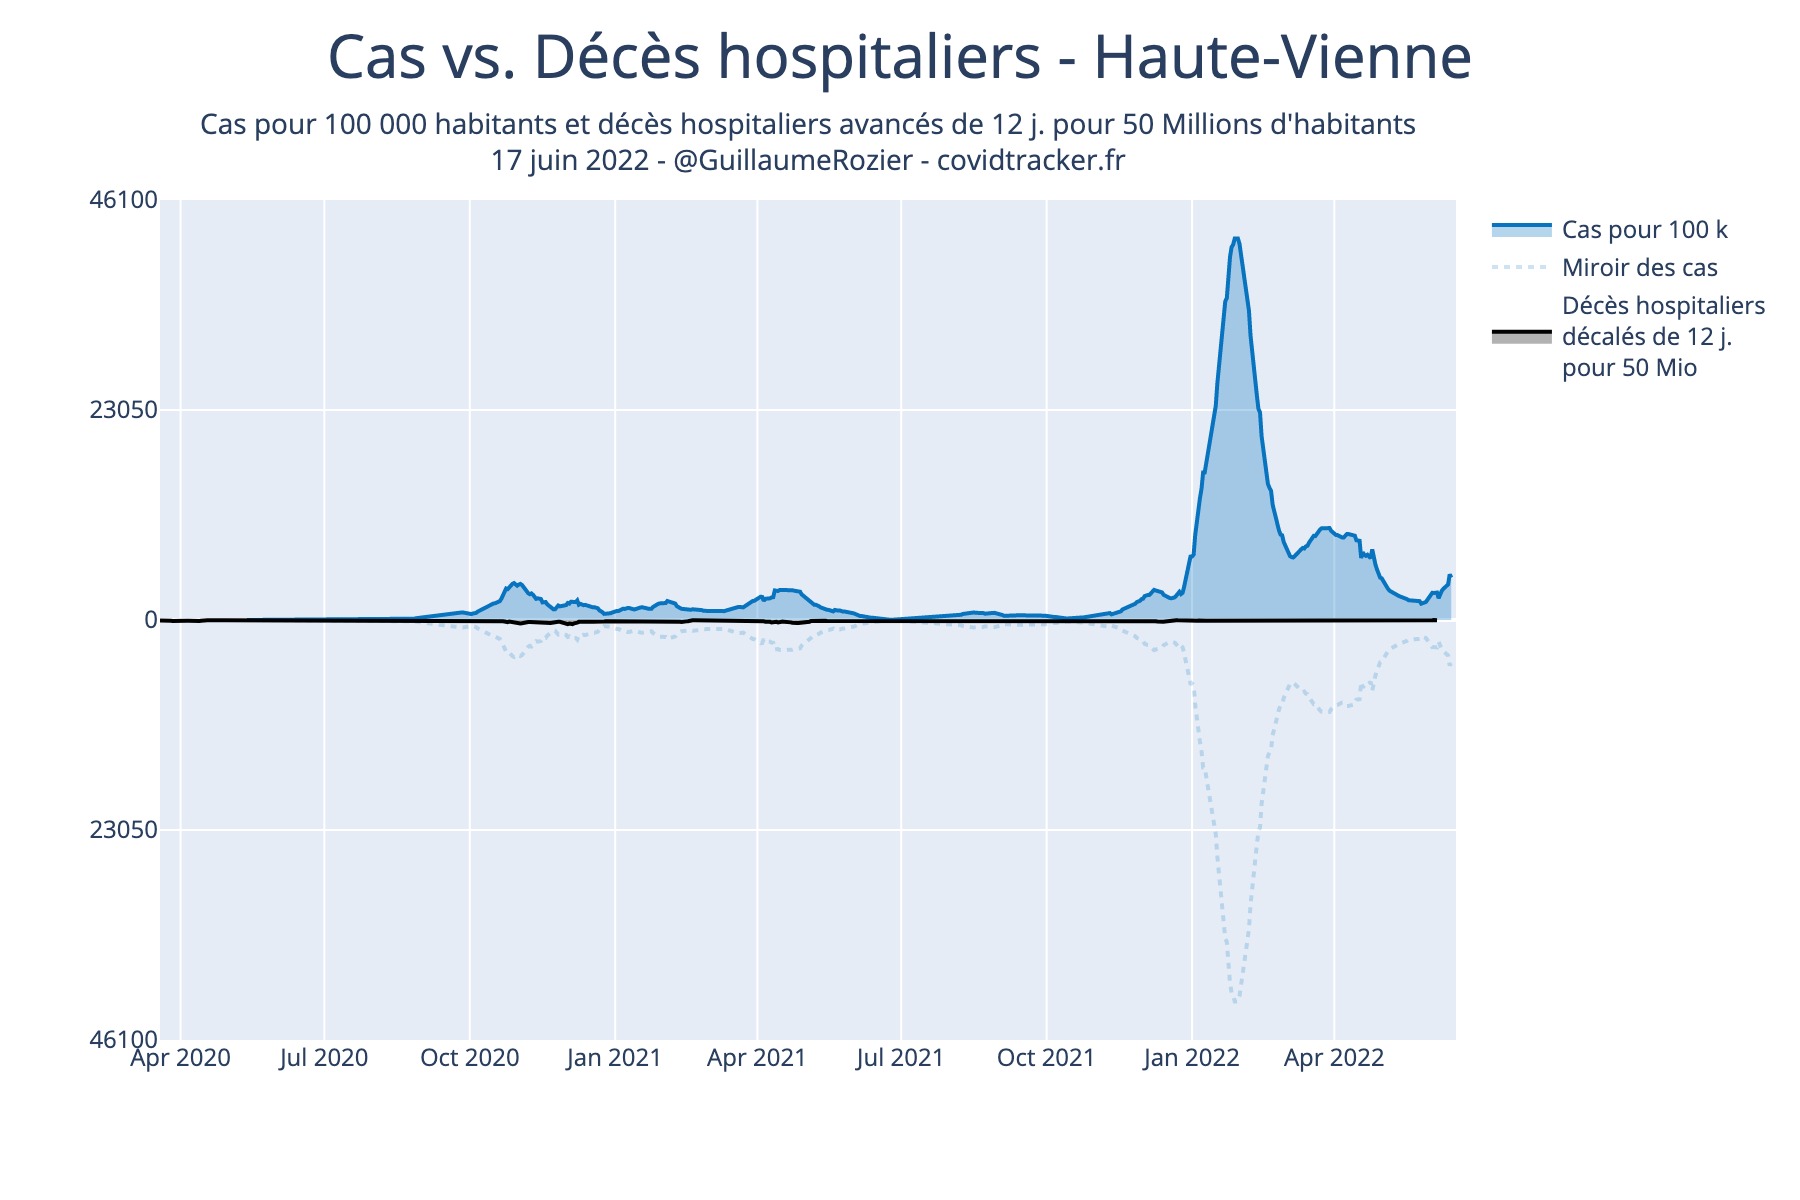 Cas vs. Décès hospitaliers - Haute-Vienne
Cas pour 100 000 habitants et décès hospitaliers avancés de 12 j. pour 50 Millions d'habitants
17 juin 2022 - @GuillaumeRozier - covidtracker.fr
46100
23050
0
23050
46100
Apr 2020 Jul 2020 Oct 2020 Jan 2021 Apr 2021 Jul 2021 Oct 2021 Jan 2022 Apr 2022
Cas pour 100 k
Miroir des cas
Décès hospitaliers
décalés de 12 j.
pour 50 Mio